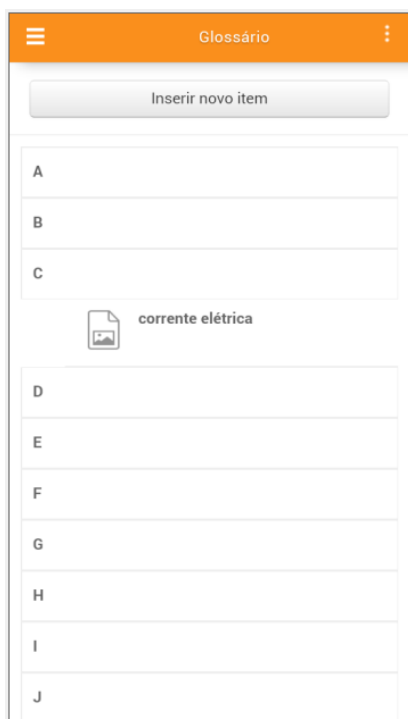 Glossário
Inserir novo item
A
B
C
corrente elétrica
D
E
F
G
H
I
J